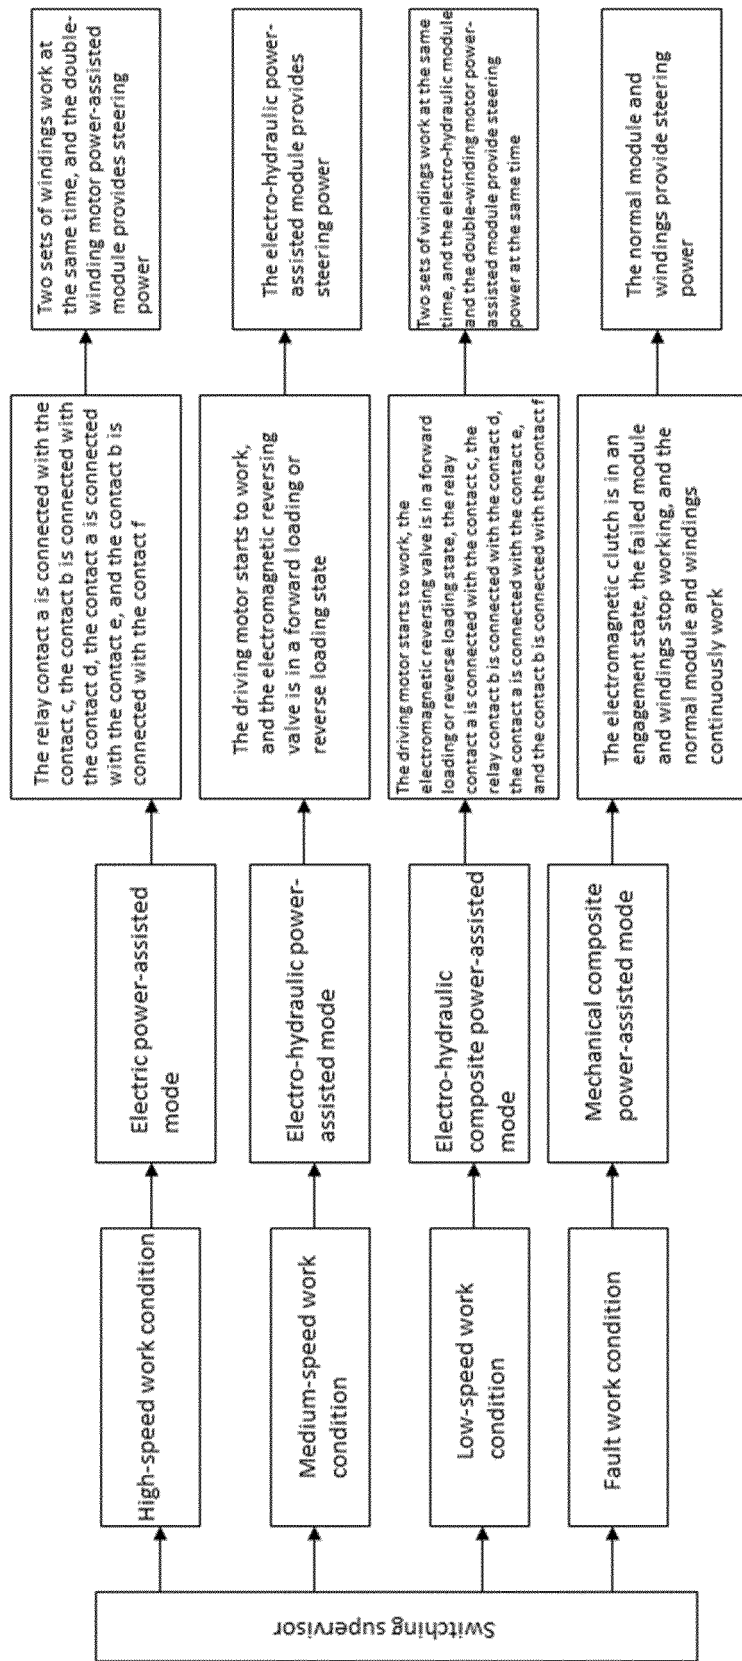 Switching supervisor
High-speed work condition
Electric power-assisted
mode
The relay contact a is connected with the
contact c, the contact b is connected with
the contact d, the contact a is connected
with the contact e, and the contact b is
connected with the contact f
Two sets of windings work at
the same time, and the double-
winding motor power-assisted
module provides steering
power
Medium-speed work
condition
Electro-hydraulic power-
assisted mode
The driving motor starts to work,
and the electromagnetic reversing
valve is in a forward loading or
reverse loading state
The electro-hydraulic power-
assisted module provides
steering power
Low-speed work
condition
Electro-hydraulic
composite power-assisted
mode
The driving motor starts to work, the
electromagnetic reversing valve is in a forward
loading or reverse loading state, the relay
contact a is connected with the contact c, the
relay contact b is connected with the contact d,
the contact a is connected with the contact e,
and the contact b is connected with the contact f
Two sets of windings work at the same
time, and the electro-hydraulic module
and the double-winding motor power-
assisted module provide steering
power at the same time
Fault work condition
Mechanical composite
power-assisted mode
The electromagnetic clutch is in an
engagement state, the failed module
and windings stop working, and the
normal module and windings
continuously work
The normal module and
windings provide steering
power